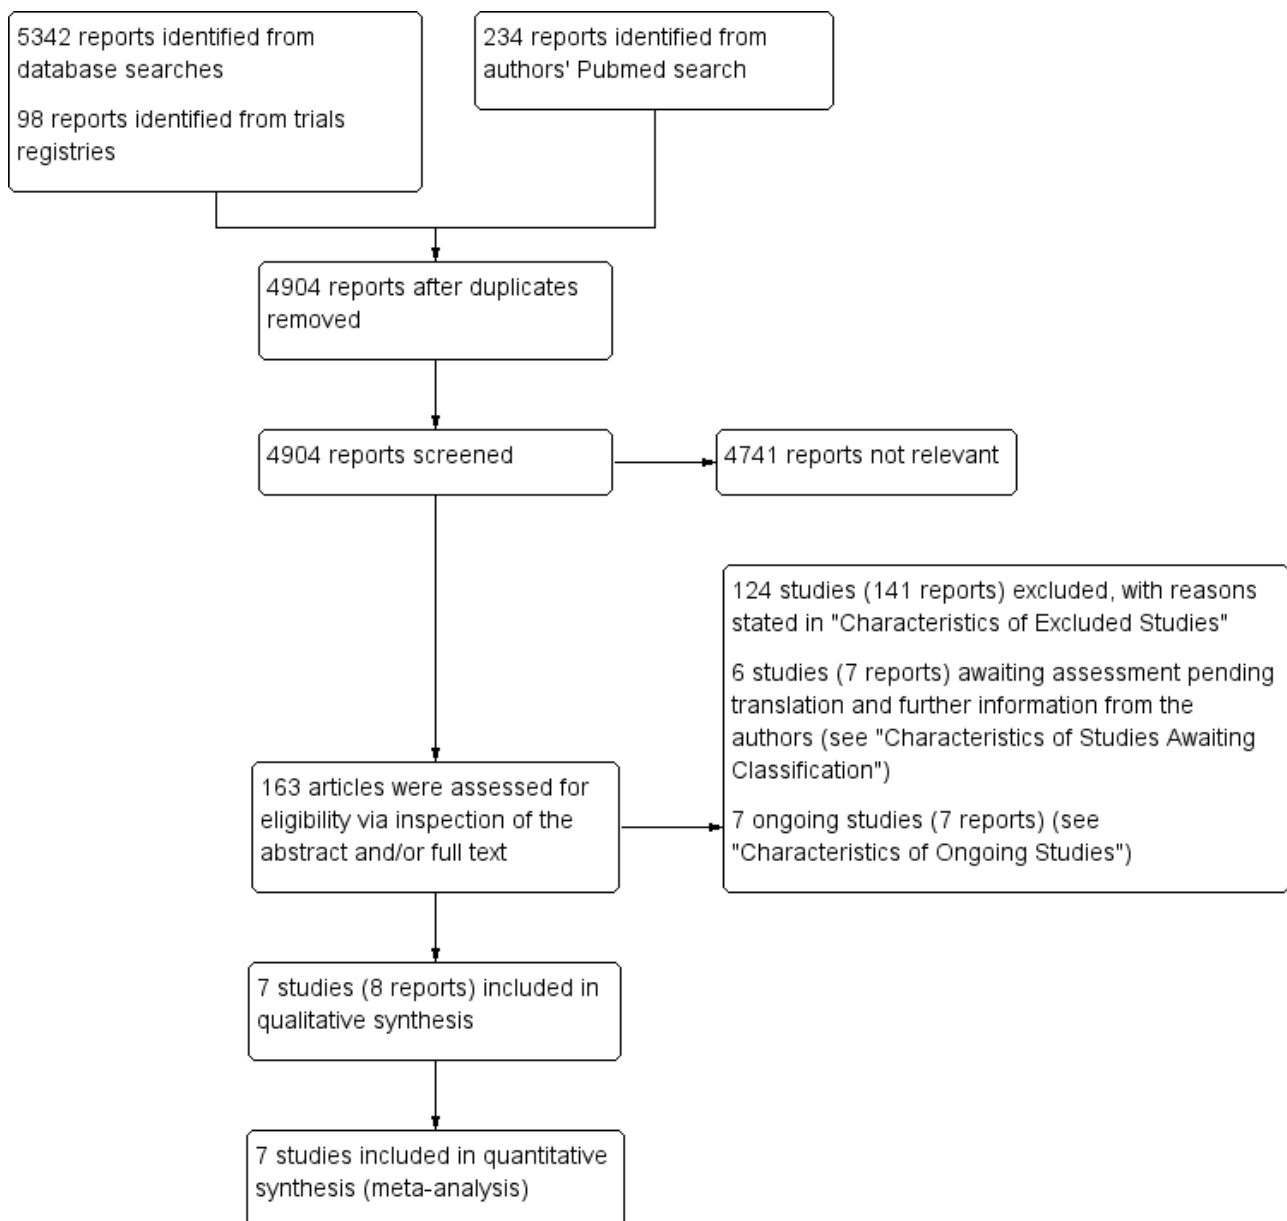 5342 reports identified from
database searches
98 reports identified from trials
registries
234 reports identified from
authors' Pubmed search
4904 reports after duplicates
removed
4904 reports screened
4741 reports not relevant
124 studies (141 reports) excluded, with reasons
stated in "Characteristics of Excluded Studies"
6 studies (7 reports) awaiting assessment pending
translation and further information from the
authors (see "Characteristics of Studies Awaiting
Classification")
7 ongoing studies (7 reports) (see
"Characteristics of Ongoing Studies")
163 articles were assessed for
eligibility via inspection of the
abstract and/or full text
7 studies (8 reports) included in
qualitative synthesis
7 studies included in quantitative
synthesis (meta-analysis)